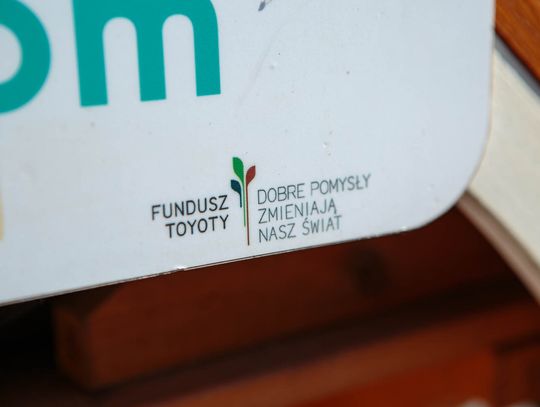 om
FUNDUSZ
TOYOTY
DOBRE POMYSŁY
ZMIENIAJĄ
NASZ ŚWIAT